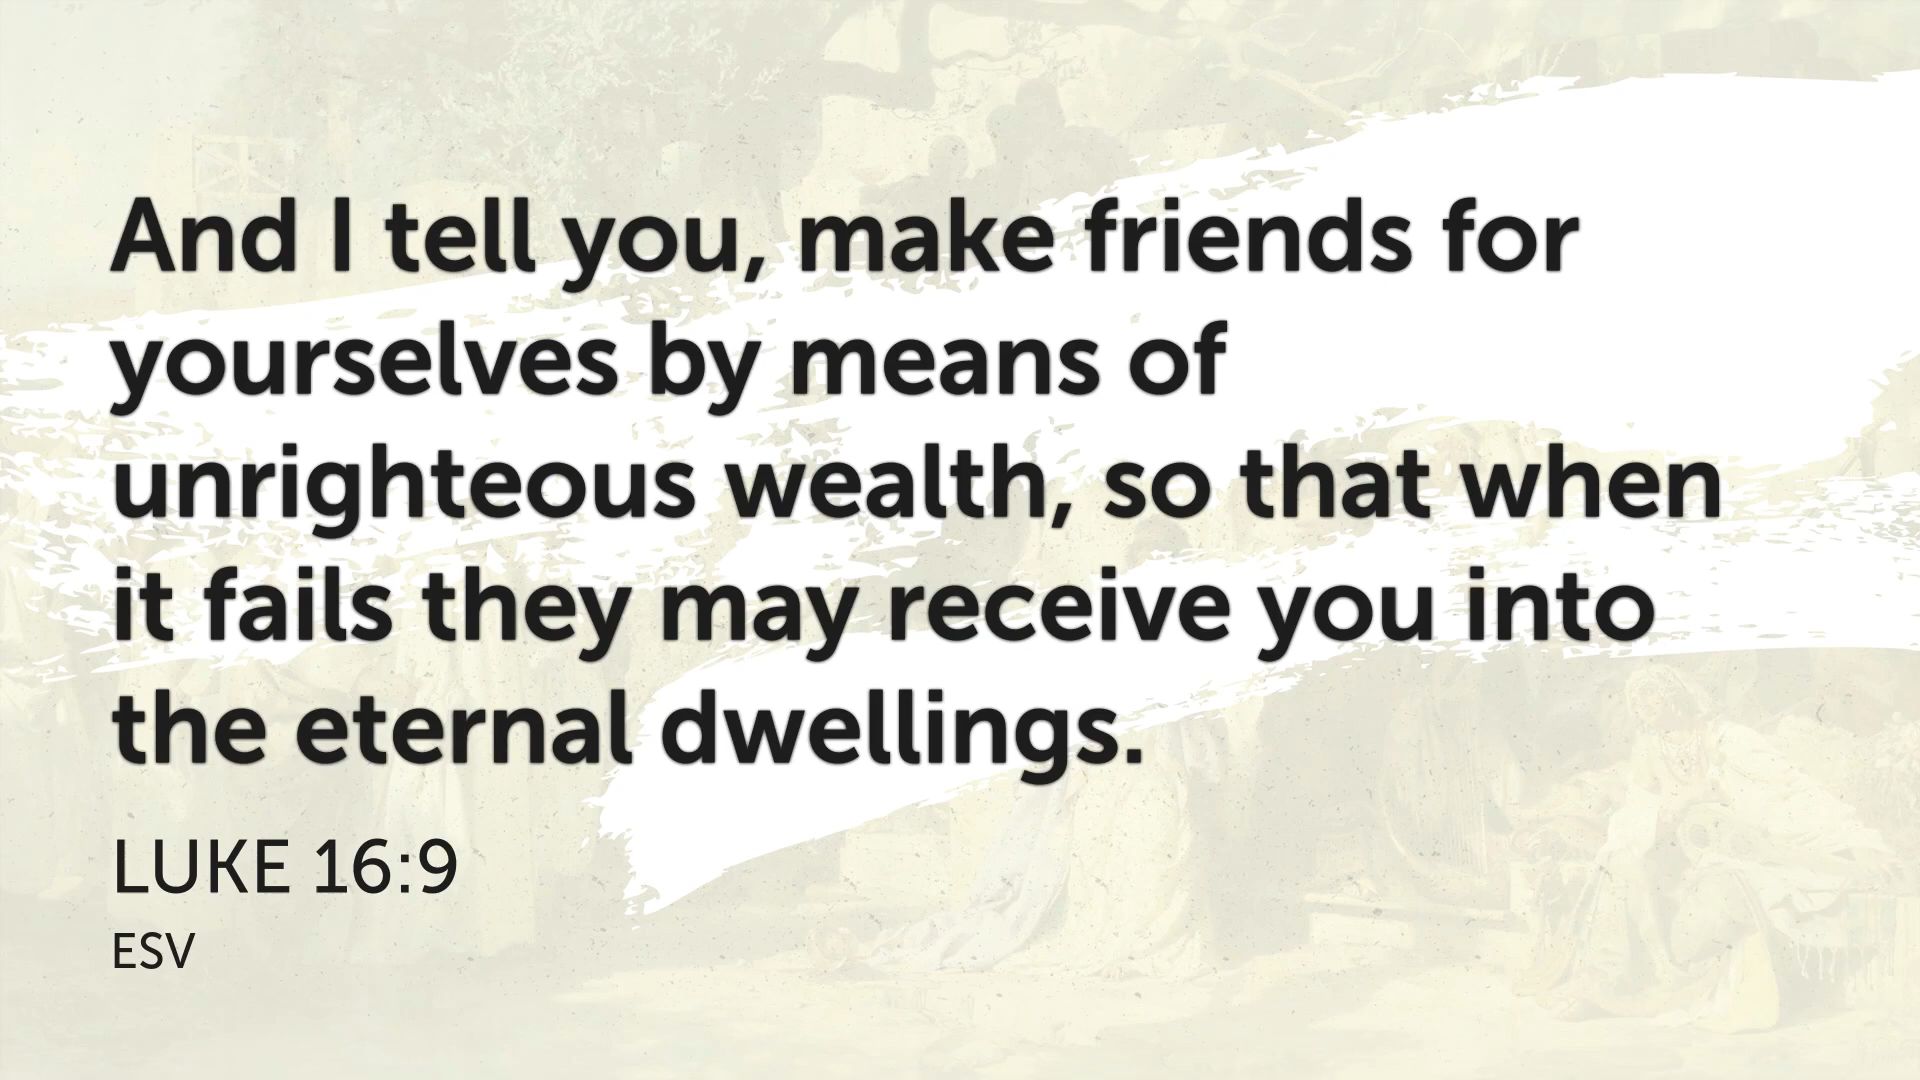 And I tell you, make friends for
yourselves by means of
unrighteous wealth, so that when
it fails they may receive you into
the eternal dwellings.
LUKE 16:9
ESV